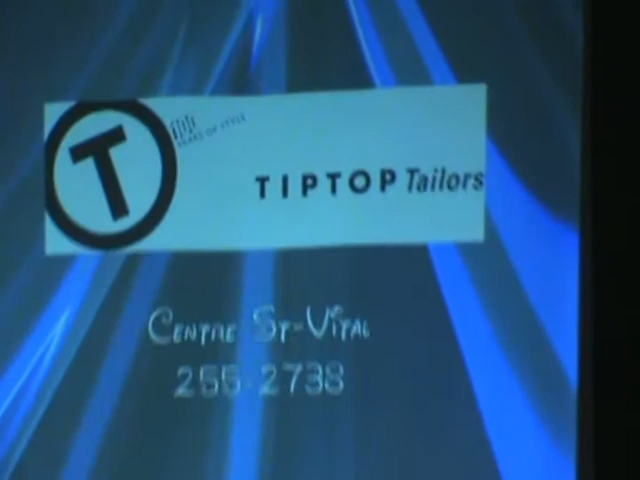 T
100
YEARS OF STYLE
TIPTOP Tailors
CENTRE ST-VITAL
255-2738